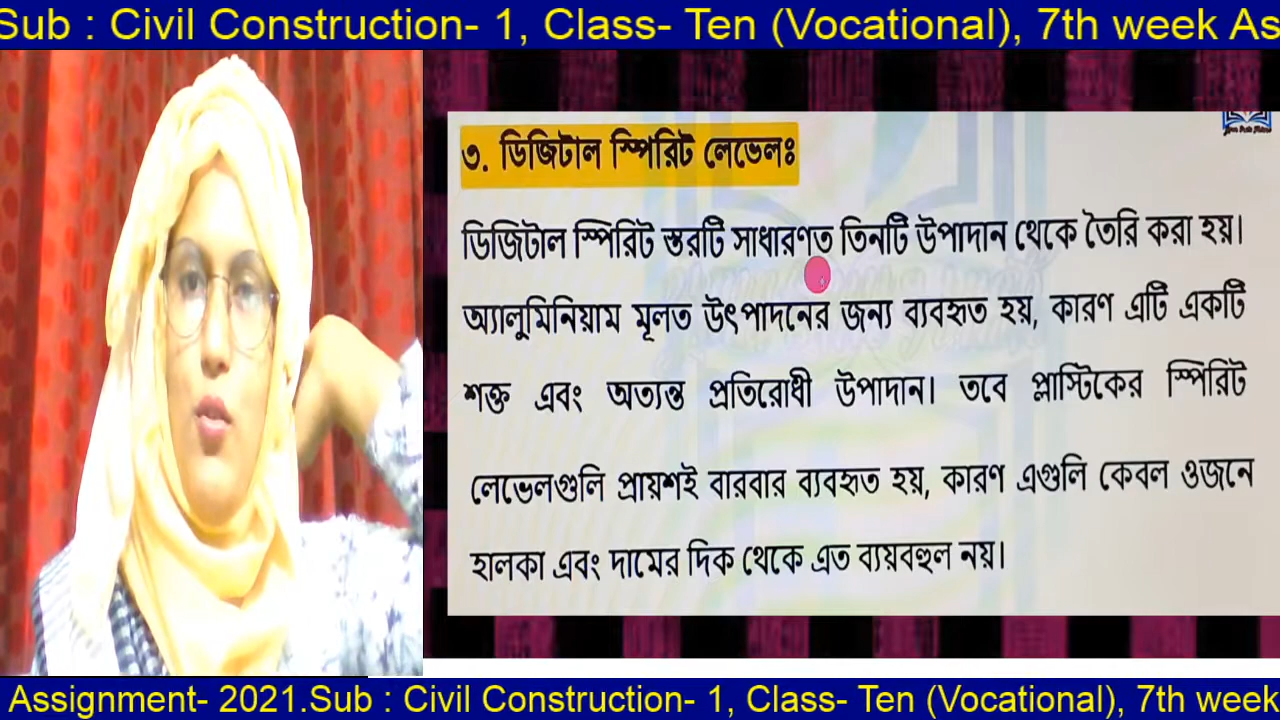 Sub : Civil Construction- 1, Class- Ten (Vocational), 7th week As
৩. ডিজিটাল স্পিরিট লেভেলঃ
ডিজিটাল স্পিরিট স্তরটি সাধারণত তিনটি উপাদান থেকে তৈরি করা হয়।
অ্যালুমিনিয়াম মূলত উৎপাদনের জন্য ব্যবহৃত হয়, কারণ এটি একটি
শক্ত এবং অত্যন্ত প্রতিরোধী উপাদান। তবে প্লাস্টিকের স্পিরিট
লেভেলগুলি প্রায়শই বারবার ব্যবহৃত হয়, কারণ এগুলি কেবল ওজনে
হালকা এবং দামের দিক থেকে এত ব্যয়বহুল নয়।
Assignment- 2021.Sub : Civil Construction- 1, Class- Ten (Vocational), 7th week